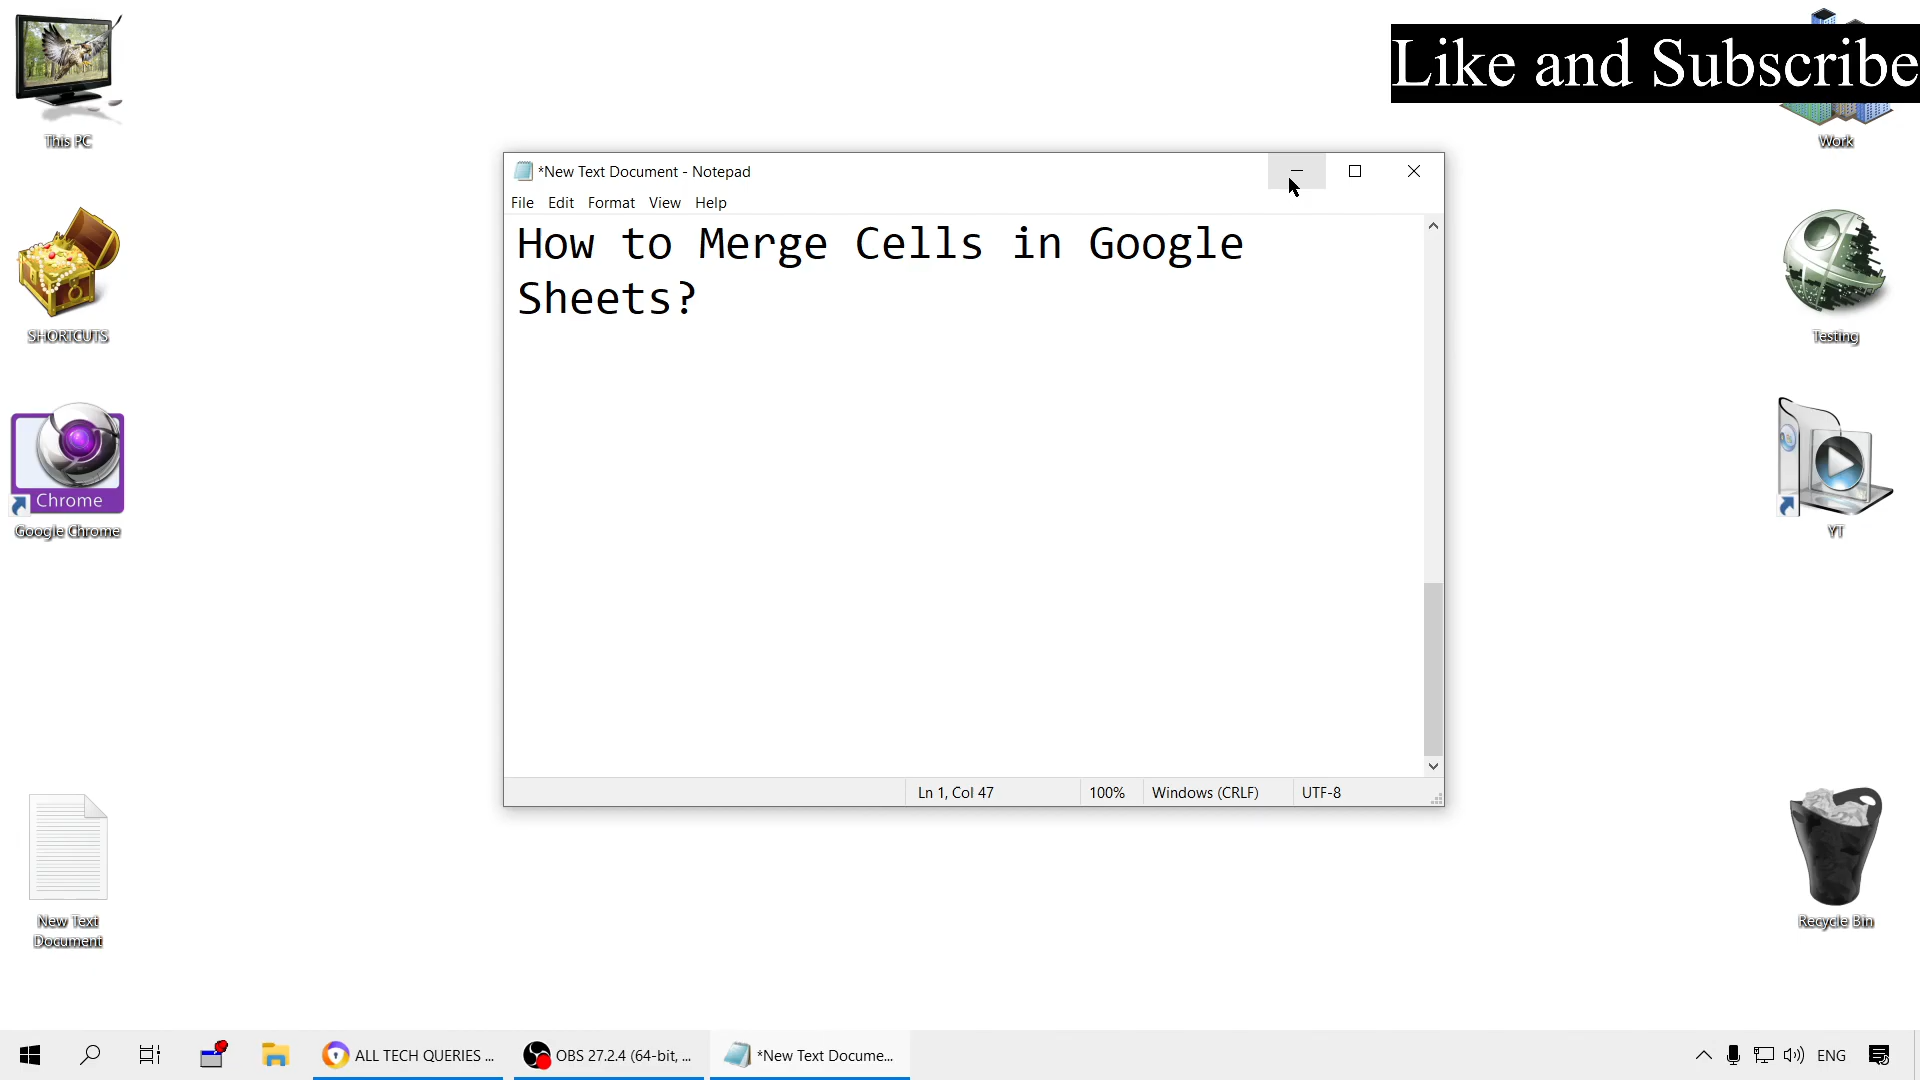 Like and Subscribe
This PC
Work
*New Text Document - Notepad
File Edit Format View Help
How to Merge Cells in Google
Sheets?
SHORTCUTS
Testing
Chrome
Google Chrome
YT
Ln 1, Col 47 100% Windows (CRLF) UTF-8
New Text
Document
Recycle Bin
ALL TECH QUERIES ...
OBS 27.2.4 (64-bit, ...
*New Text Docume...
ENG